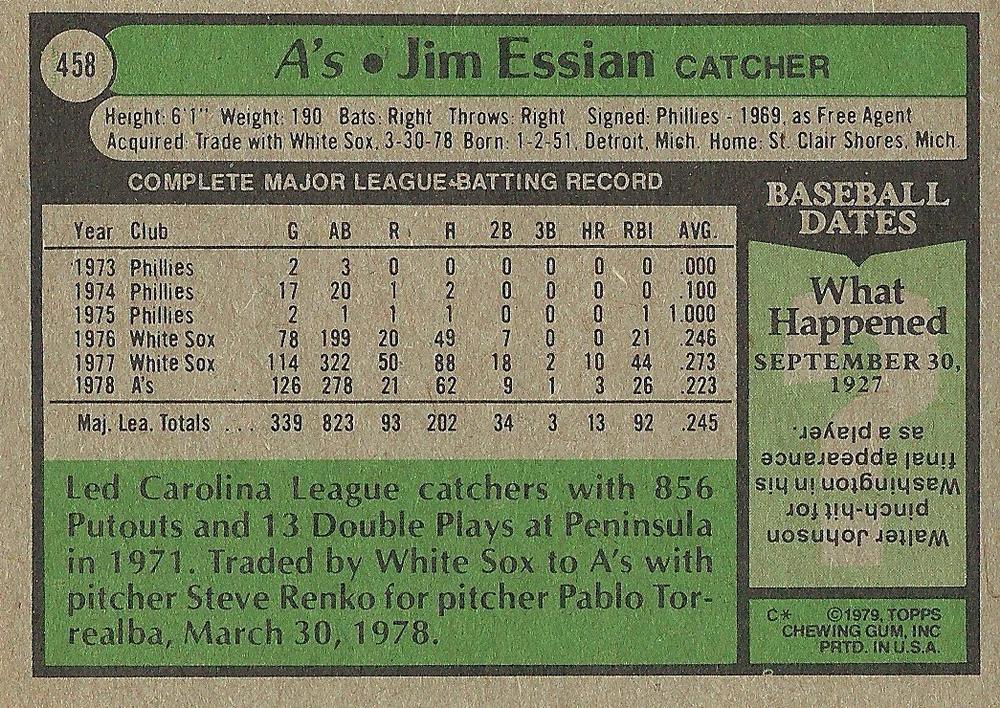 458
A's • Jim Essian CATCHER
Height: 6'1" Weight: 190 Bats: Right Throws: Right Signed: Phillies - 1969, as Free Agent
Acquired: Trade with White Sox, 3-30-78 Born: 1-2-51, Detroit, Mich. Home: St. Clair Shores, Mich.
COMPLETE MAJOR LEAGUE BATTING RECORD
Year Club G AB R H 2B 3B HR RBI AVG.
1973 Phillies 2 3 0 0 0 0 0 0 .000
1974 Phillies 17 20 1 2 0 0 0 0 .100
1975 Phillies 2 1 1 1 0 0 0 1 1.000
1976 White Sox 78 199 20 49 7 0 0 21 .246
1977 White Sox 114 322 50 88 18 2 10 44 .273
1978 A's 126 278 21 62 9 1 3 26 .223
Maj. Lea. Totals ... 339 823 93 202 34 3 13 92 .245
Led Carolina League catchers with 856
Putouts and 13 Double Plays at Peninsula
in 1971. Traded by White Sox to A's with
pitcher Steve Renko for pitcher Pablo Tor-
realba, March 30, 1978.
BASEBALL
DATES
What
Happened
SEPTEMBER 30,
1927
Walter Johnson
pinch-hit for
Washington in his
final appearance
as a player.
C* ©1979, TOPPS
CHEWING GUM, INC
PRTD. IN U.S.A.